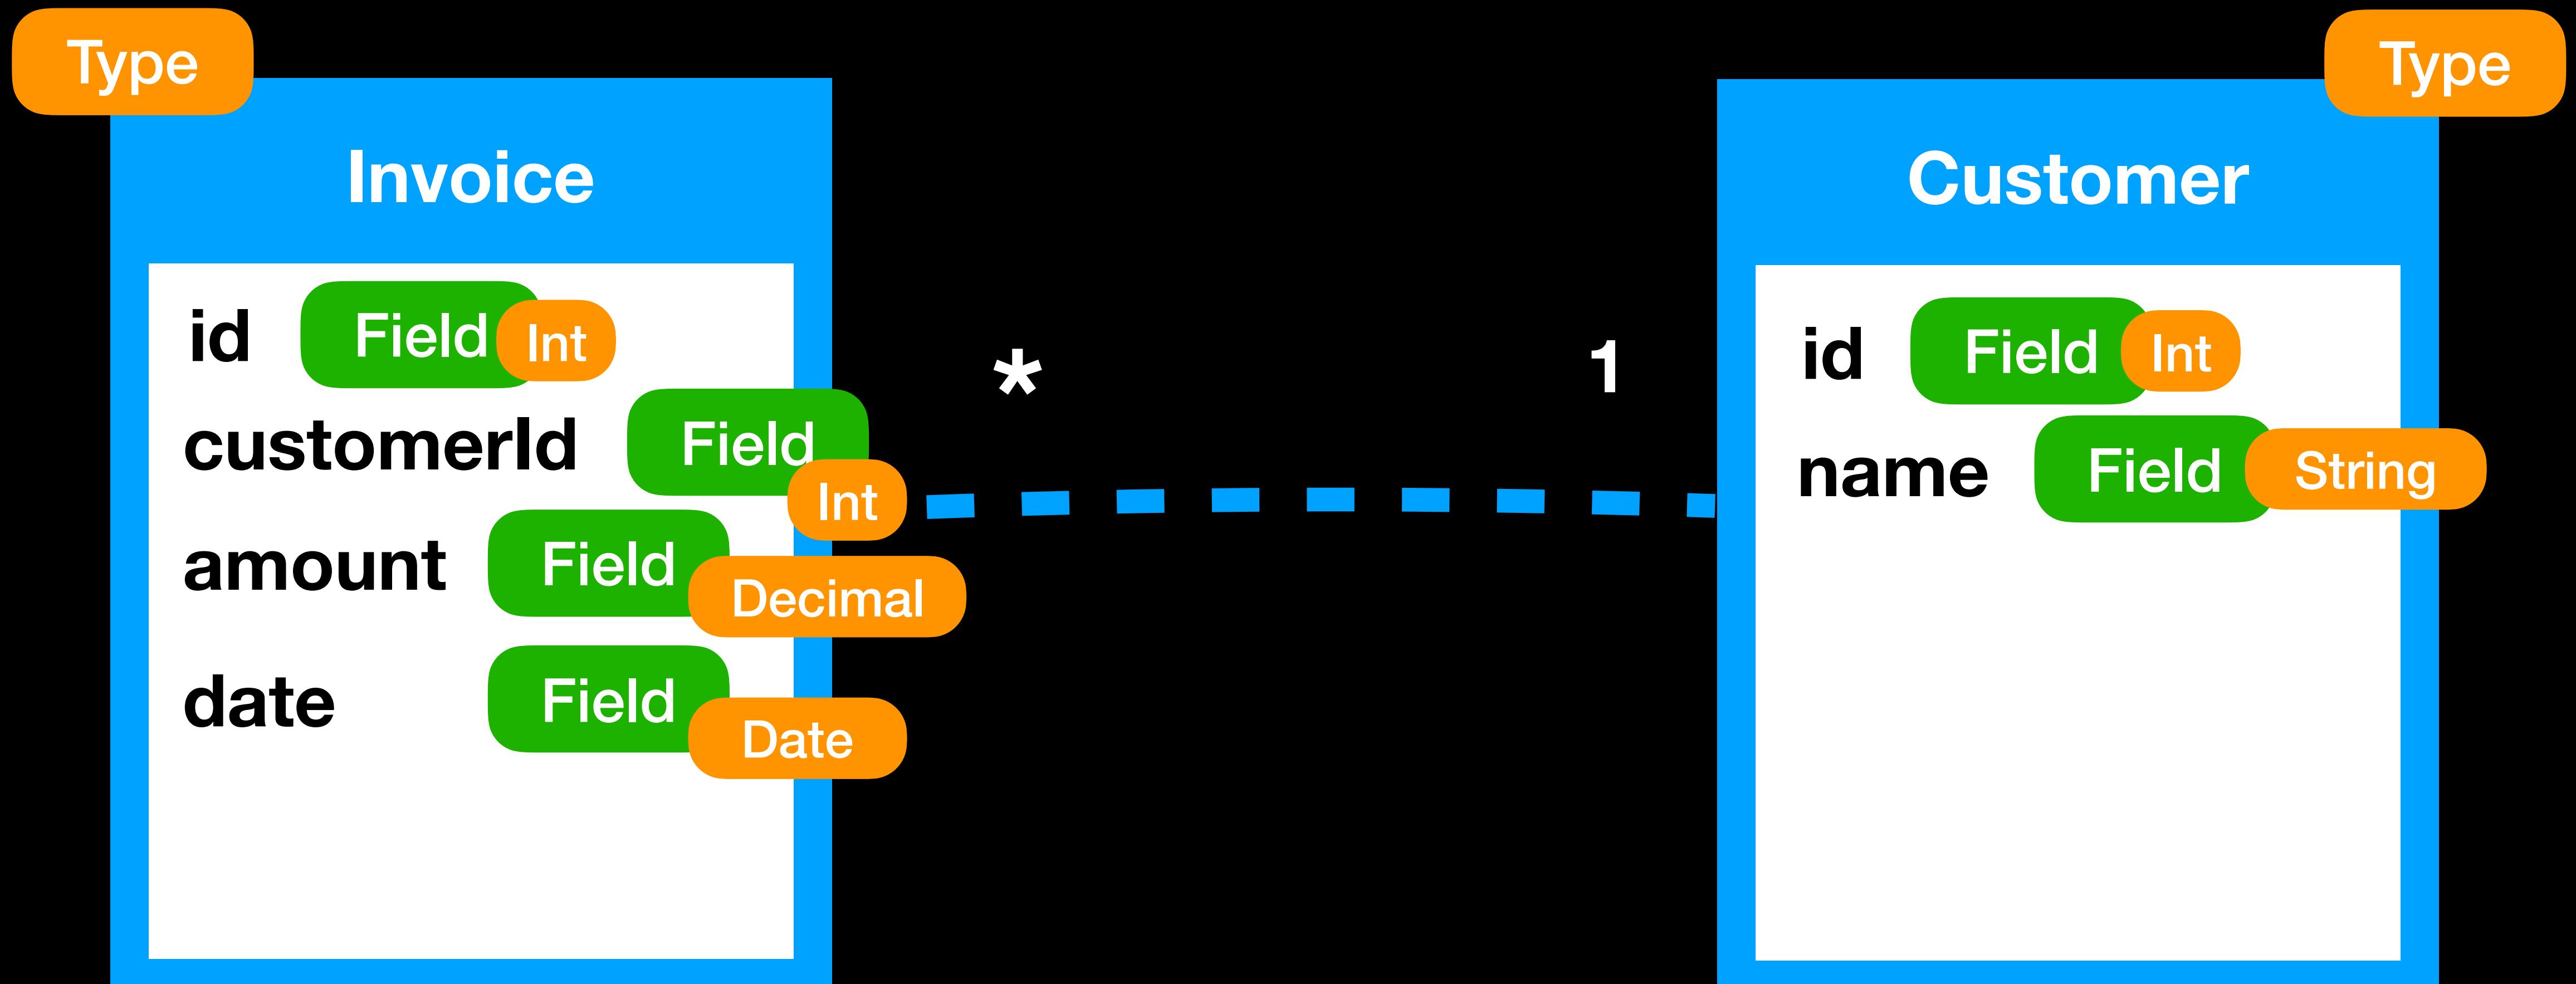 Type
Invoice
id Field Int
customerId Field Int
amount Field Decimal
date Field Date
* 1
Type
Customer
id Field Int
name Field String